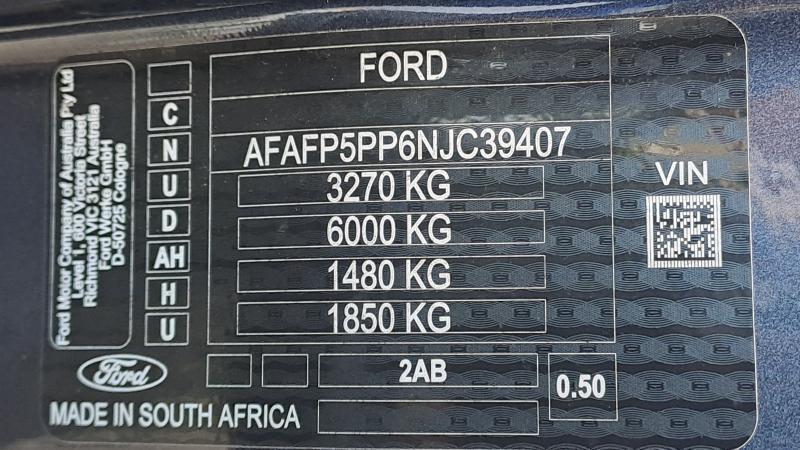 Ford Motor Company of Australia Pty Ltd
Level 1, 600 Victoria Street
Richmond VIC 3121 Australia
Ford Werke GmbH
D-50725 Cologne
C
N
U
D
AH
H
U
FORD
AFAFP5PP6NJC39407
3270 KG
6000 KG
1480 KG
1850 KG
VIN
Ford
2AB
0.50
MADE IN SOUTH AFRICA